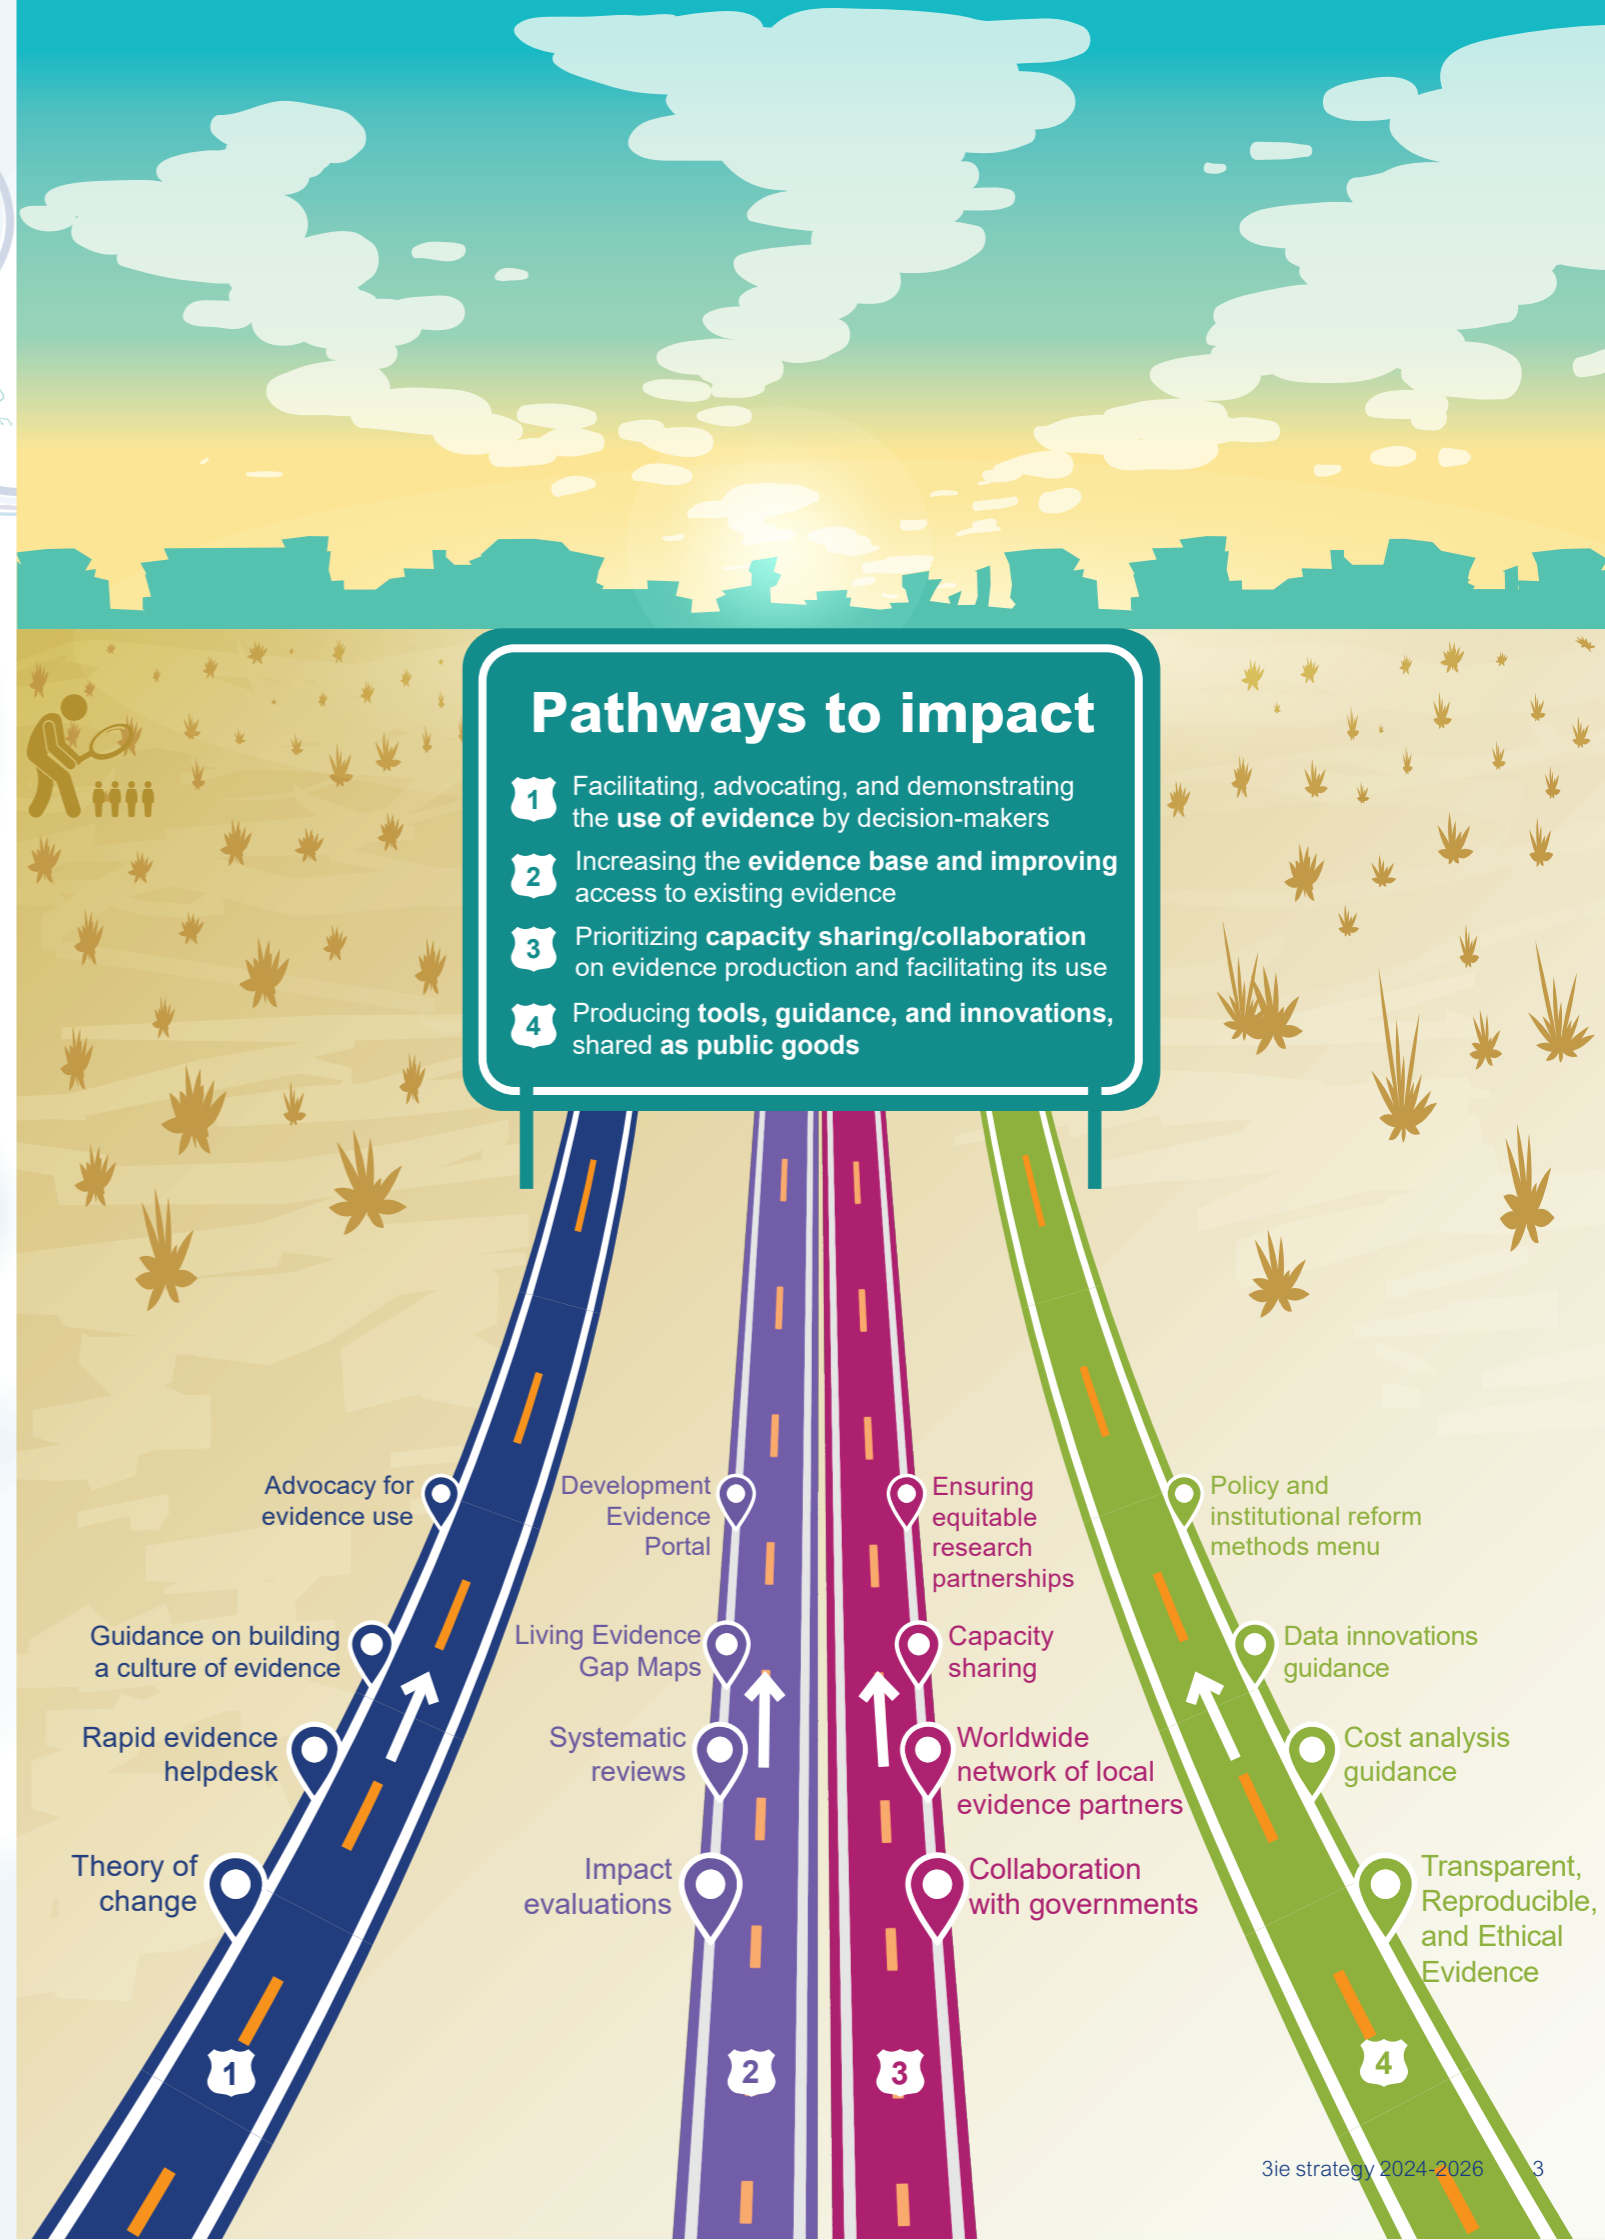 Pathways to impact
1
Facilitating, advocating, and demonstrating
the use of evidence by decision-makers
2
Increasing the evidence base and improving
access to existing evidence
3
Prioritizing capacity sharing/collaboration
on evidence production and facilitating its use
4
Producing tools, guidance, and innovations,
shared as public goods
Advocacy for
evidence use
Guidance on building
a culture of evidence
Rapid evidence
helpdesk
Theory of
change
1
Development
Evidence
Portal
Living Evidence
Gap Maps
Systematic
reviews
Impact
evaluations
2
Ensuring
equitable
research
partnerships
Capacity
sharing
Worldwide
network of local
evidence partners
Collaboration
with governments
3
Policy and
institutional reform
methods menu
Data innovations
guidance
Cost analysis
guidance
Transparent,
Reproducible,
and Ethical
Evidence
4
3ie strategy 2024-2026 3